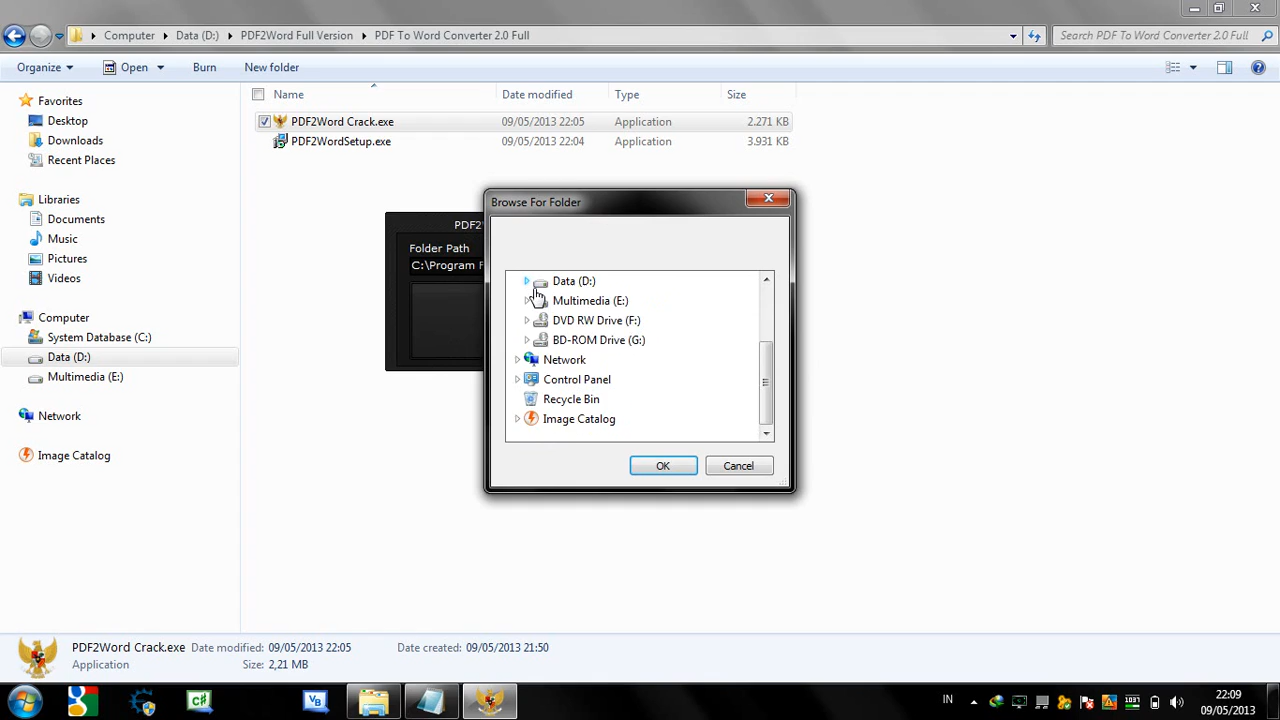 Computer Data (D:) PDF2Word Full Version PDF To Word Converter 2.0 Full
Search PDF To Word Converter 2.0 Full
Organize Open Burn New folder
Name Date modified Type Size
PDF2Word Crack.exe 09/05/2013 22:05 Application 2.271 KB
PDF2WordSetup.exe 09/05/2013 22:04 Application 3.931 KB
Favorites
Desktop
Downloads
Recent Places
Libraries
Documents
Music
Pictures
Videos
Computer
System Database (C:)
Data (D:)
Multimedia (E:)
Network
Image Catalog
PDF2
Folder Path
C:\Program F
Browse For Folder
Data (D:)
Multimedia (E:)
DVD RW Drive (F:)
BD-ROM Drive (G:)
Network
Control Panel
Recycle Bin
Image Catalog
OK Cancel
PDF2Word Crack.exe Date modified: 09/05/2013 22:05 Date created: 09/05/2013 21:50
Application Size: 2,21 MB
IN
22:09
09/05/2013